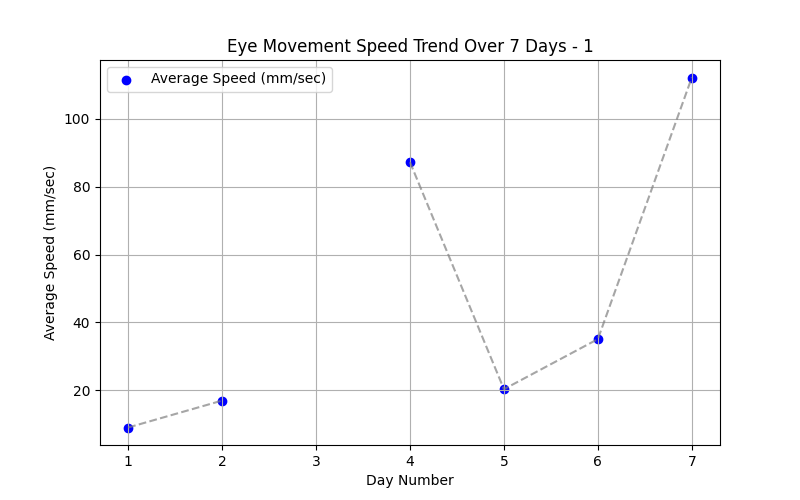 Eye Movement Speed Trend Over 7 Days - 1
Average Speed (mm/sec)
100
80
60
40
20
Average Speed (mm/sec)
1 2 3 4 5 6 7
Day Number